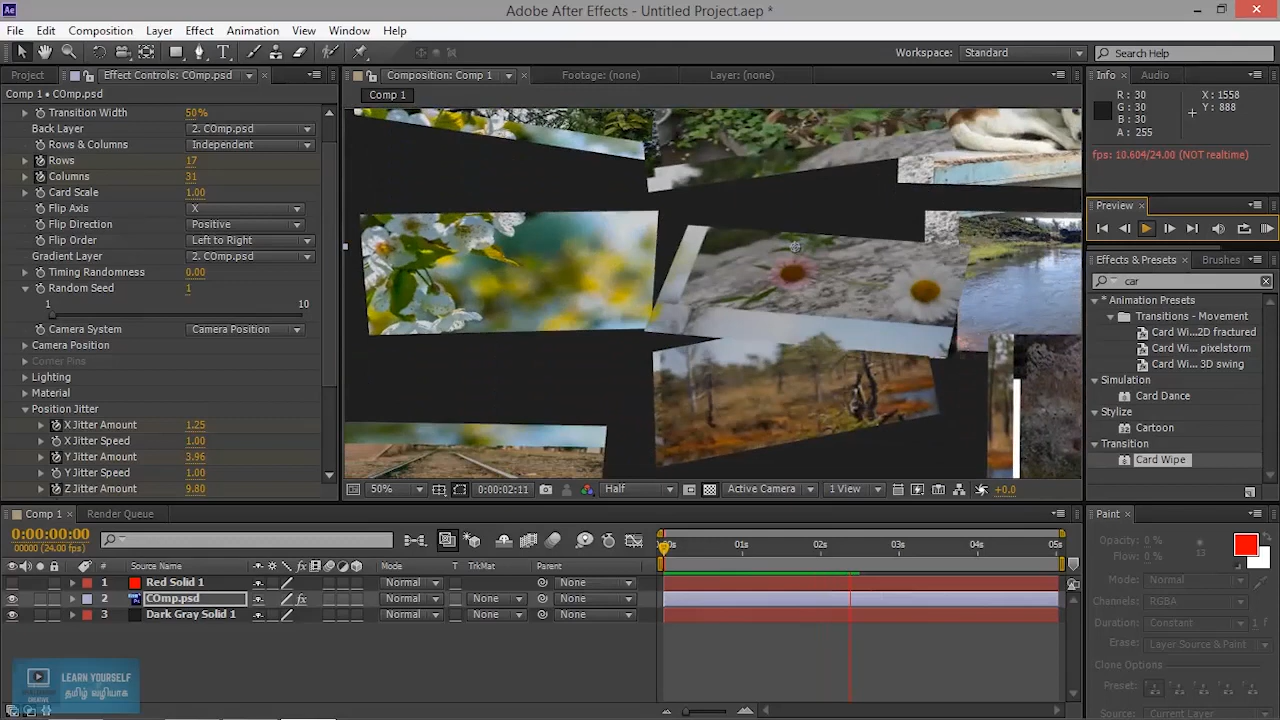 Ae Adobe After Effects - Untitled Project.aep *
File Edit Composition Layer Effect Animation View Window Help
Workspace: Standard Search Help
Project Effect Controls: COmp.psd Composition: Comp 1 Footage: (none) Layer: (none) Info Audio
Comp 1 • COmp.psd
Comp 1
R: 30 X: 1558
G: 30 Y: 888
B: 30
A: 255
fps: 10.604/24.00 (NOT realtime)
Transition Width 50%
Back Layer 2. COmp.psd
Rows & Columns Independent
Rows 17
Columns 31
Card Scale 1.00
Flip Axis X
Flip Direction Positive
Flip Order Left to Right
Gradient Layer 2. COmp.psd
Timing Randomness 0.00
Random Seed 1
1 10
Camera System Camera Position
Camera Position
Corner Pins
Lighting
Material
Position Jitter
X Jitter Amount 1.25
X Jitter Speed 1.00
Y Jitter Amount 3.96
Y Jitter Speed 1.00
Z Jitter Amount 9.80
Preview
Effects & Presets Brushes
car
* Animation Presets
Transitions - Movement
Card Wi...2D fractured
Card Wi... pixelstorm
Card Wi... 3D swing
Simulation
Card Dance
Stylize
Cartoon
Transition
Card Wipe
50% 0:00:02:11 Half Active Camera 1 View +0.0
Comp 1 Render Queue
0:00:00:00
00000 (24.00 fps)
# Source Name Mode T TrkMat Parent
1 Red Solid 1 Normal None
2 COmp.psd Normal None None
3 Dark Gray Solid 1 Normal None None
:00s 01s 02s 03s 04s 05s
Paint
Opacity: 0 %
Flow: 0 %
13
Mode: Normal
Channels: RGBA
Duration: Constant 1 f
Erase: Layer Source & Paint
Clone Options
Preset:
Source: Current Layer
LEARN YOURSELF
தமிழ் வழியாக
CREATIVE